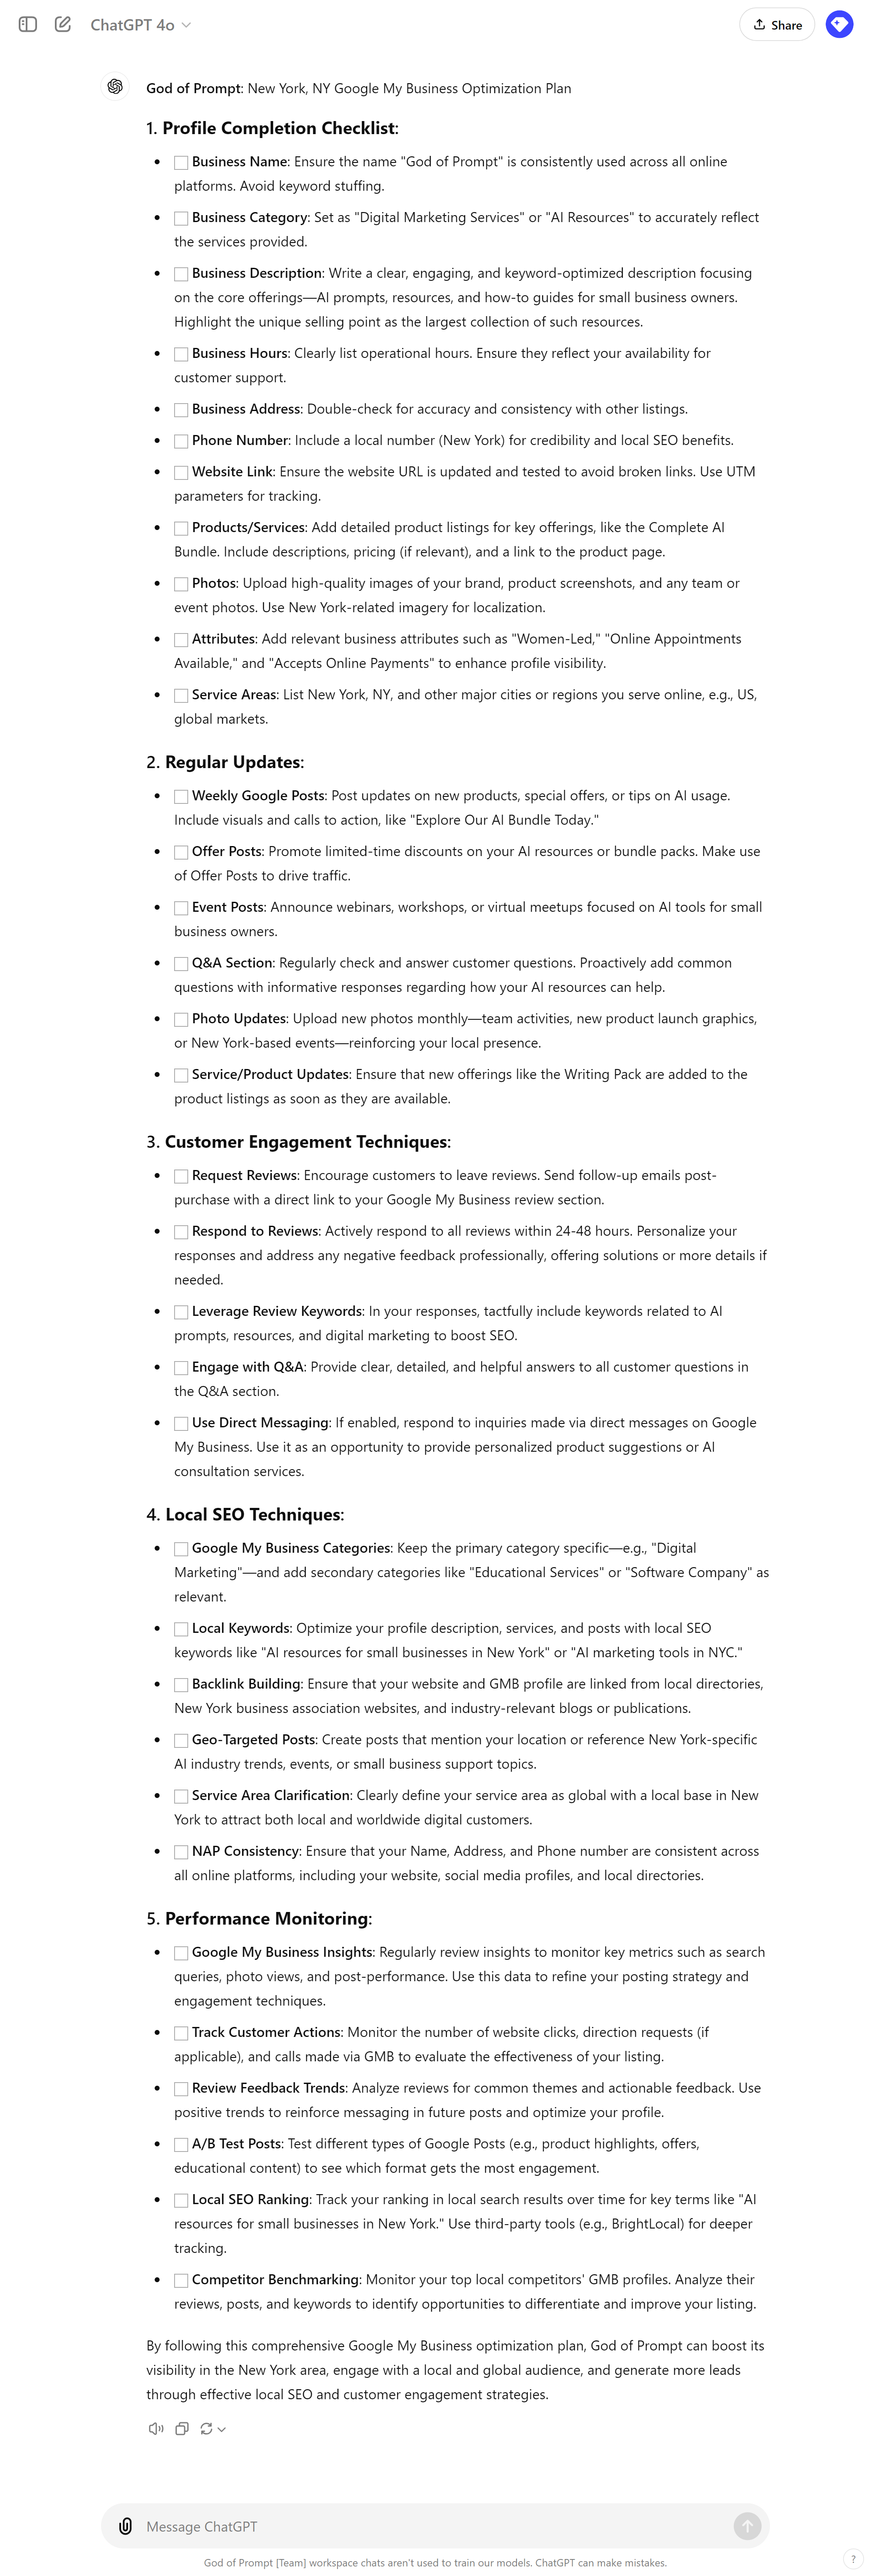 ChatGPT 4o
Share
God of Prompt: New York, NY Google My Business Optimization Plan
1. Profile Completion Checklist:
Business Name: Ensure the name "God of Prompt" is consistently used across all online
platforms. Avoid keyword stuffing.
Business Category: Set as "Digital Marketing Services" or "AI Resources" to accurately reflect
the services provided.
Business Description: Write a clear, engaging, and keyword-optimized description focusing
on the core offerings—AI prompts, resources, and how-to guides for small business owners.
Highlight the unique selling point as the largest collection of such resources.
Business Hours: Clearly list operational hours. Ensure they reflect your availability for
customer support.
Business Address: Double-check for accuracy and consistency with other listings.
Phone Number: Include a local number (New York) for credibility and local SEO benefits.
Website Link: Ensure the website URL is updated and tested to avoid broken links. Use UTM
parameters for tracking.
Products/Services: Add detailed product listings for key offerings, like the Complete AI
Bundle. Include descriptions, pricing (if relevant), and a link to the product page.
Photos: Upload high-quality images of your brand, product screenshots, and any team or
event photos. Use New York-related imagery for localization.
Attributes: Add relevant business attributes such as "Women-Led," "Online Appointments
Available," and "Accepts Online Payments" to enhance profile visibility.
Service Areas: List New York, NY, and other major cities or regions you serve online, e.g., US,
global markets.
2. Regular Updates:
Weekly Google Posts: Post updates on new products, special offers, or tips on AI usage.
Include visuals and calls to action, like "Explore Our AI Bundle Today."
Offer Posts: Promote limited-time discounts on your AI resources or bundle packs. Make use
of Offer Posts to drive traffic.
Event Posts: Announce webinars, workshops, or virtual meetups focused on AI tools for small
business owners.
Q&A Section: Regularly check and answer customer questions. Proactively add common
questions with informative responses regarding how your AI resources can help.
Photo Updates: Upload new photos monthly—team activities, new product launch graphics,
or New York-based events—reinforcing your local presence.
Service/Product Updates: Ensure that new offerings like the Writing Pack are added to the
product listings as soon as they are available.
3. Customer Engagement Techniques:
Request Reviews: Encourage customers to leave reviews. Send follow-up emails post-
purchase with a direct link to your Google My Business review section.
Respond to Reviews: Actively respond to all reviews within 24-48 hours. Personalize your
responses and address any negative feedback professionally, offering solutions or more details if
needed.
Leverage Review Keywords: In your responses, tactfully include keywords related to AI
prompts, resources, and digital marketing to boost SEO.
Engage with Q&A: Provide clear, detailed, and helpful answers to all customer questions in
the Q&A section.
Use Direct Messaging: If enabled, respond to inquiries made via direct messages on Google
My Business. Use it as an opportunity to provide personalized product suggestions or AI
consultation services.
4. Local SEO Techniques:
Google My Business Categories: Keep the primary category specific—e.g., "Digital
Marketing"—and add secondary categories like "Educational Services" or "Software Company" as
relevant.
Local Keywords: Optimize your profile description, services, and posts with local SEO
keywords like "AI resources for small businesses in New York" or "AI marketing tools in NYC."
Backlink Building: Ensure that your website and GMB profile are linked from local directories,
New York business association websites, and industry-relevant blogs or publications.
Geo-Targeted Posts: Create posts that mention your location or reference New York-specific
AI industry trends, events, or small business support topics.
Service Area Clarification: Clearly define your service area as global with a local base in New
York to attract both local and worldwide digital customers.
NAP Consistency: Ensure that your Name, Address, and Phone number are consistent across
all online platforms, including your website, social media profiles, and local directories.
5. Performance Monitoring:
Google My Business Insights: Regularly review insights to monitor key metrics such as search
queries, photo views, and post-performance. Use this data to refine your posting strategy and
engagement techniques.
Track Customer Actions: Monitor the number of website clicks, direction requests (if
applicable), and calls made via GMB to evaluate the effectiveness of your listing.
Review Feedback Trends: Analyze reviews for common themes and actionable feedback. Use
positive trends to reinforce messaging in future posts and optimize your profile.
A/B Test Posts: Test different types of Google Posts (e.g., product highlights, offers,
educational content) to see which format gets the most engagement.
Local SEO Ranking: Track your ranking in local search results over time for key terms like "AI
resources for small businesses in New York." Use third-party tools (e.g., BrightLocal) for deeper
tracking.
Competitor Benchmarking: Monitor your top local competitors' GMB profiles. Analyze their
reviews, posts, and keywords to identify opportunities to differentiate and improve your listing.
By following this comprehensive Google My Business optimization plan, God of Prompt can boost its
visibility in the New York area, engage with a local and global audience, and generate more leads
through effective local SEO and customer engagement strategies.
Message ChatGPT
God of Prompt [Team] workspace chats aren't used to train our models. ChatGPT can make mistakes.
?